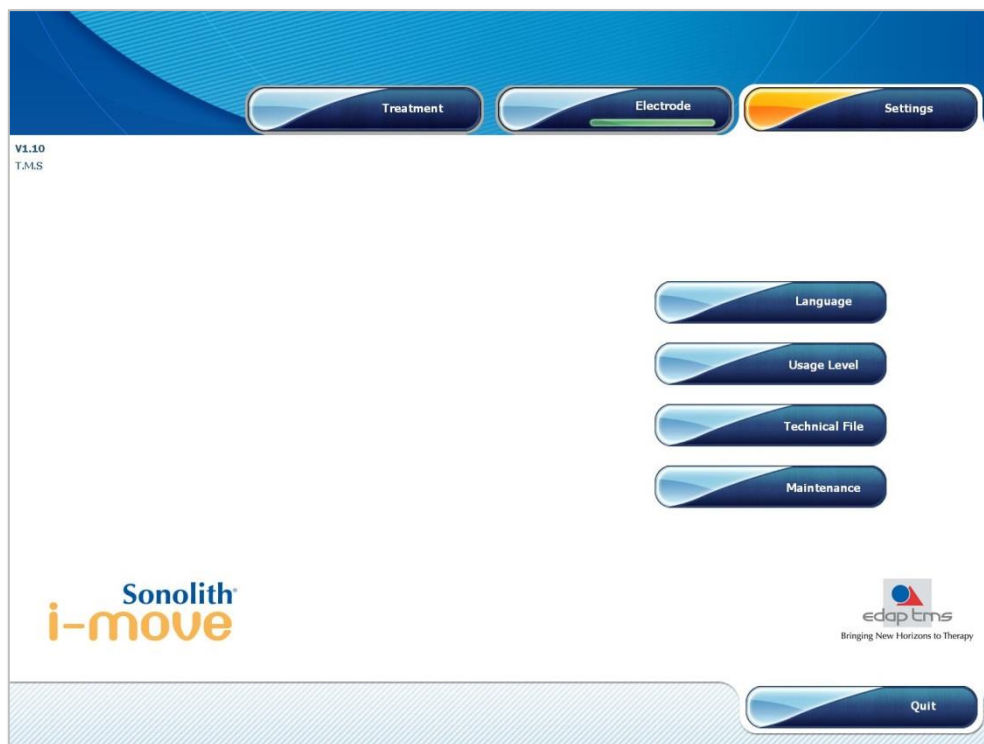 Treatment
Electrode
Settings
V1.10
T.M.S
Language
Usage Level
Technical File
Maintenance
Sonolith®
i-move
edap tms
Bringing New Horizons to Therapy
Quit